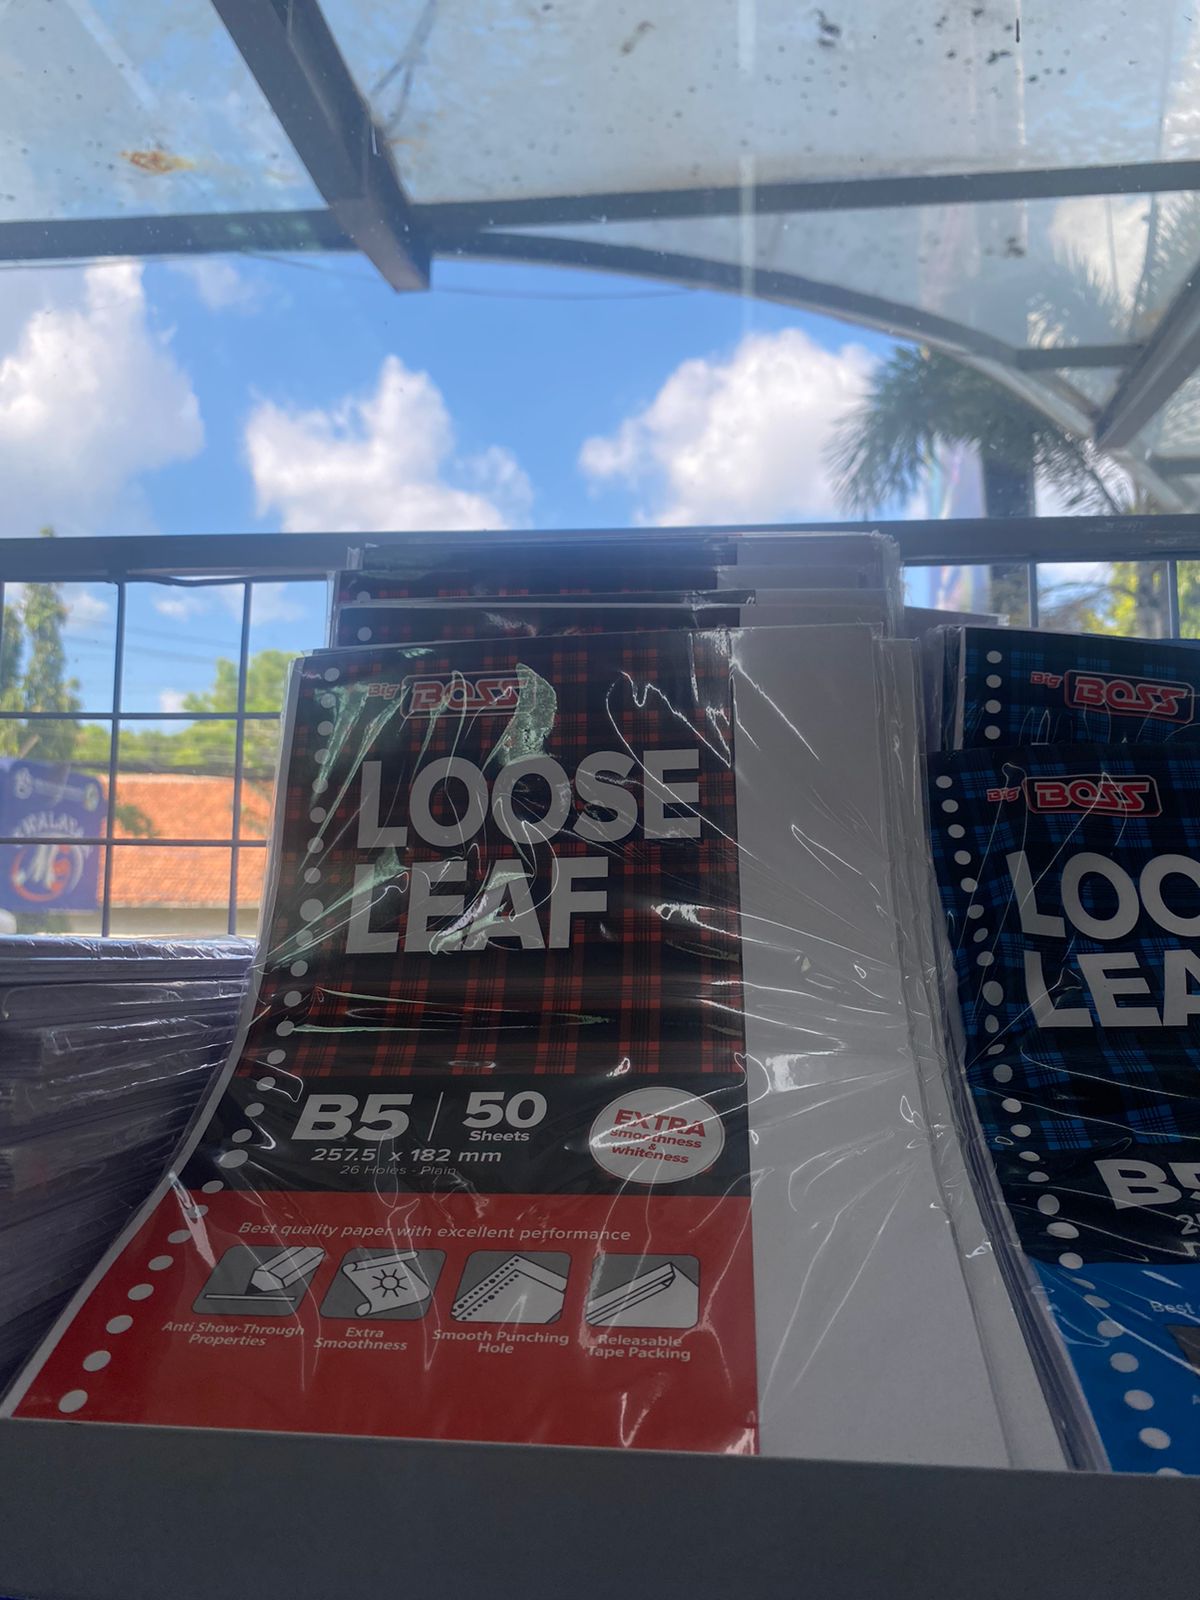 Big BOSS
LOOSE
LEAF
B5 | 50
Sheets
257.5 x 182 mm
26 Holes - Plain
EXTRA
smoothness
&
whiteness
Best quality paper with excellent performance
Anti Show-Through
Properties
Extra
Smoothness
Smooth Punching
Hole
Releasable
Tape Packing
Big BOSS
Big BOSS
LOO
LEA
B5
Best